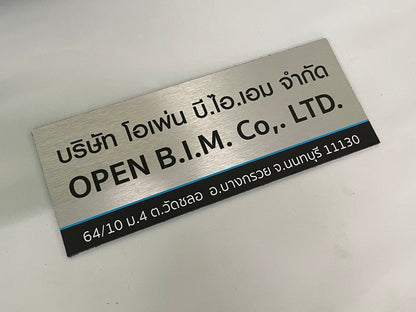 บริษัท โอเพ่น บี.ไอ.เอม จำกัด
OPEN B.I.M. Co,. LTD.
64/10 ม.4 ต.วัดชลอ อ.บางกรวย จ.นนทบุรี 11130